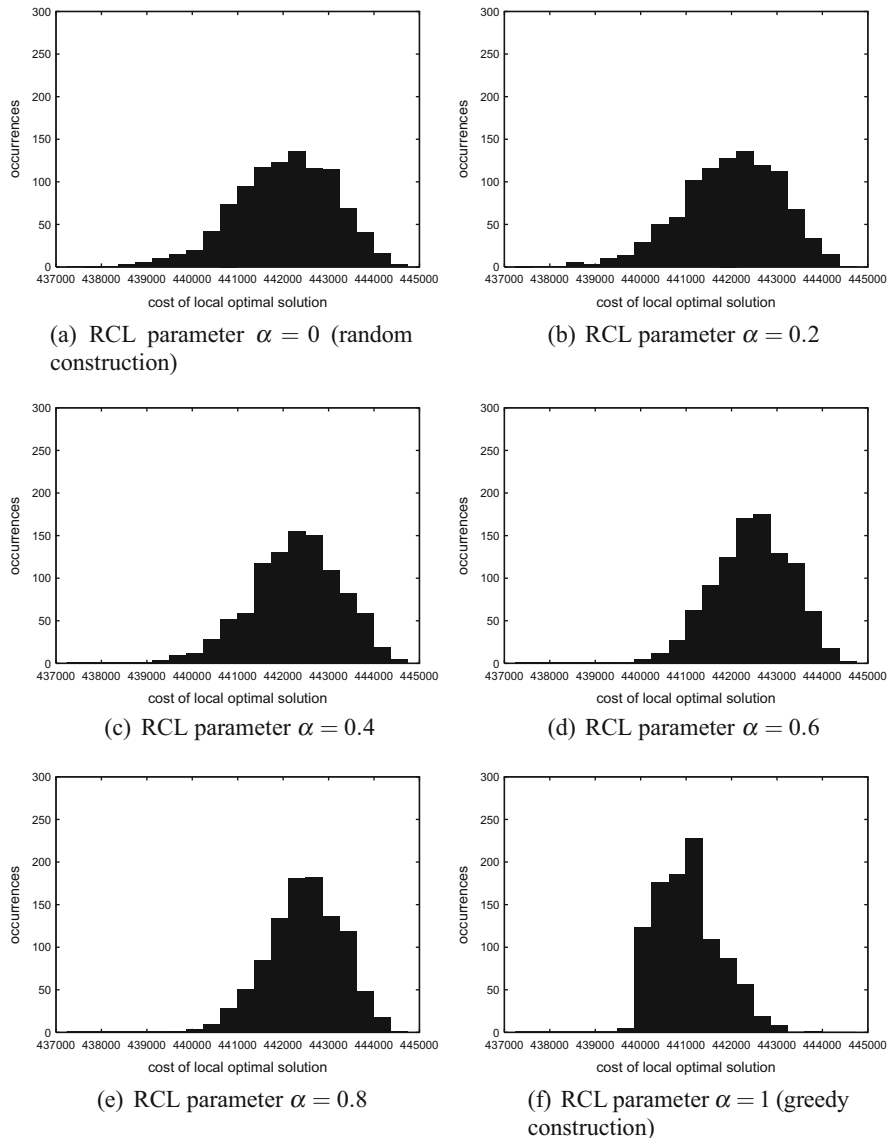 300
250
200
150
100
50
0
occurrences
437000 438000 439000 440000 441000 442000 443000 444000 445000
cost of local optimal solution
(a) RCL parameter α = 0 (random
construction)
300
250
200
150
100
50
0
occurrences
437000 438000 439000 440000 441000 442000 443000 444000 445000
cost of local optimal solution
(b) RCL parameter α = 0.2
300
250
200
150
100
50
0
occurrences
437000 438000 439000 440000 441000 442000 443000 444000 445000
cost of local optimal solution
(c) RCL parameter α = 0.4
300
250
200
150
100
50
0
occurrences
437000 438000 439000 440000 441000 442000 443000 444000 445000
cost of local optimal solution
(d) RCL parameter α = 0.6
300
250
200
150
100
50
0
occurrences
437000 438000 439000 440000 441000 442000 443000 444000 445000
cost of local optimal solution
(e) RCL parameter α = 0.8
300
250
200
150
100
50
0
occurrences
437000 438000 439000 440000 441000 442000 443000 444000 445000
cost of local optimal solution
(f) RCL parameter α = 1 (greedy
construction)